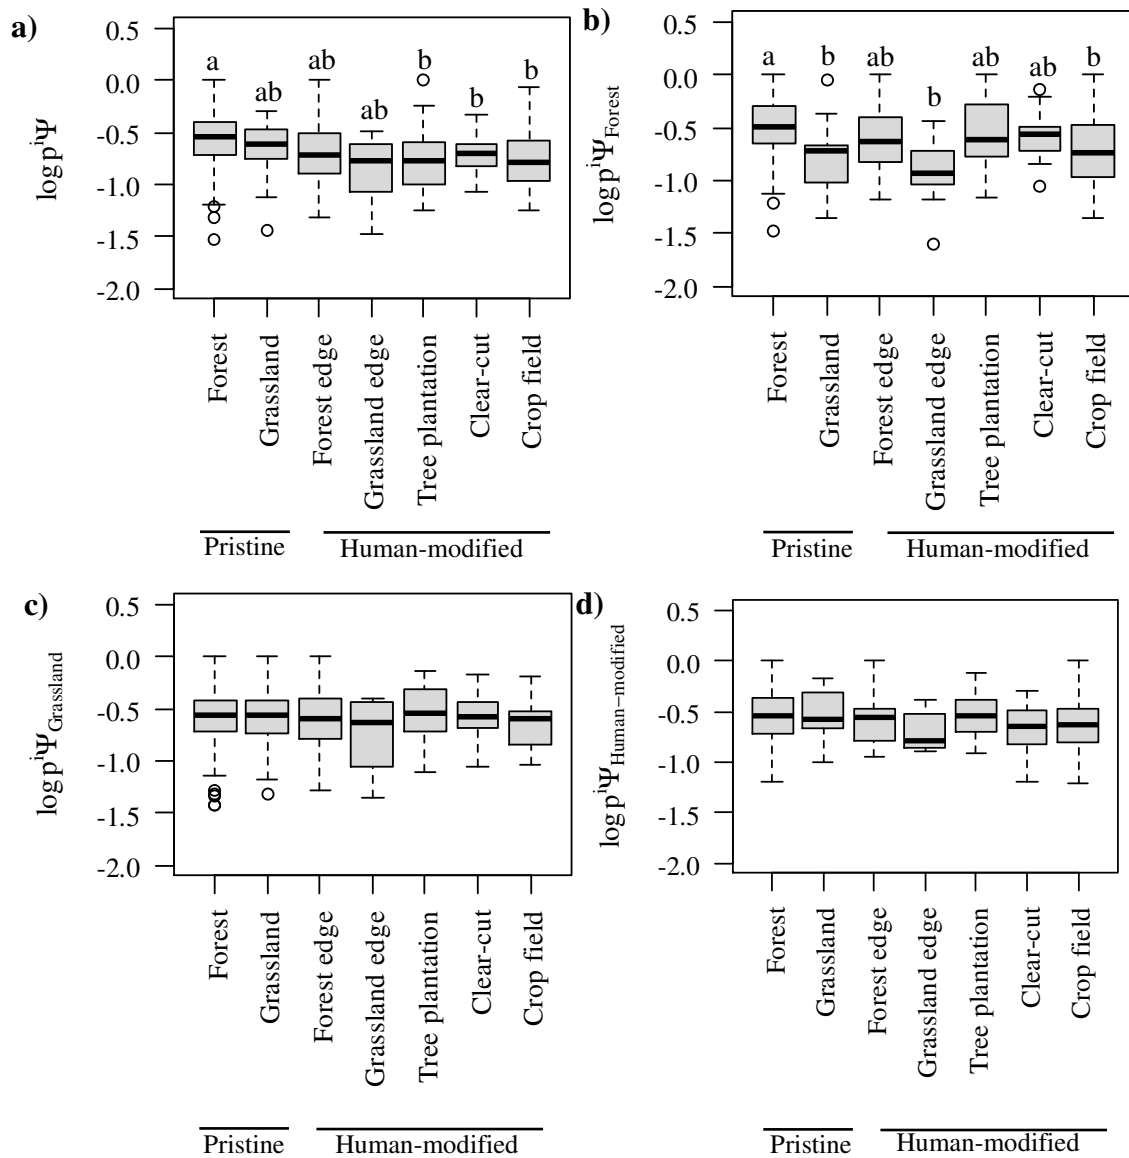 a)
log pⁱΨ
0.5
0.0
-0.5
-1.0
-1.5
-2.0
a
ab
ab
ab
b
b
b
Forest
Grassland
Forest edge
Grassland edge
Tree plantation
Clear-cut
Crop field
Pristine
Human-modified
b)
log pⁱΨForest
0.5
0.0
-0.5
-1.0
-1.5
-2.0
a
b
ab
b
ab
ab
b
Forest
Grassland
Forest edge
Grassland edge
Tree plantation
Clear-cut
Crop field
Pristine
Human-modified
c)
log pⁱΨGrassland
0.5
0.0
-0.5
-1.0
-1.5
-2.0
Forest
Grassland
Forest edge
Grassland edge
Tree plantation
Clear-cut
Crop field
Pristine
Human-modified
d)
log pⁱΨHuman−modified
0.5
0.0
-0.5
-1.0
-1.5
-2.0
Forest
Grassland
Forest edge
Grassland edge
Tree plantation
Clear-cut
Crop field
Pristine
Human-modified